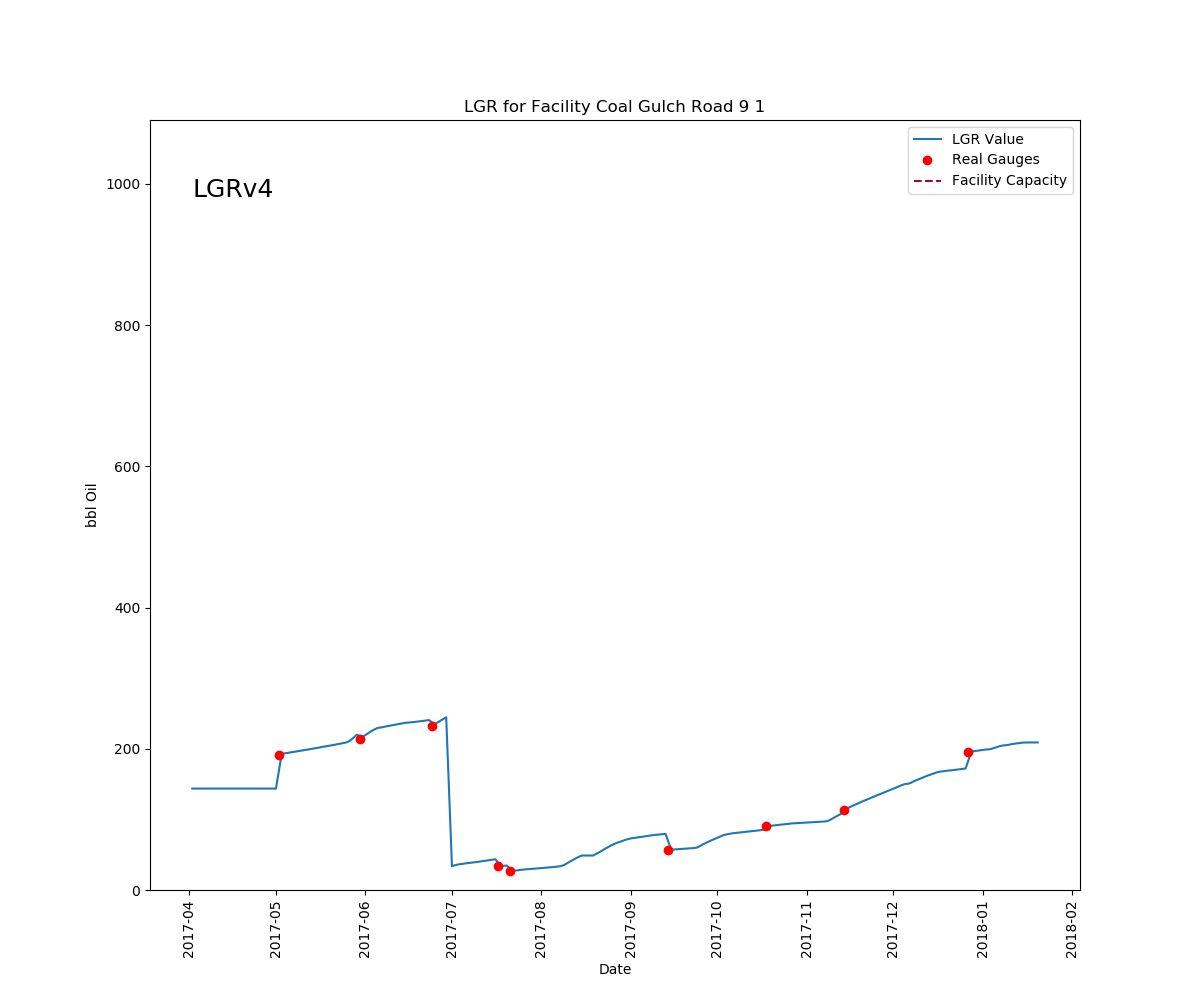 LGR for Facility Coal Gulch Road 9 1
LGR Value
Real Gauges
Facility Capacity
LGRv4
1000
800
600
400
200
0
bbl Oil
2017-04
2017-05
2017-06
2017-07
2017-08
2017-09
2017-10
2017-11
2017-12
2018-01
2018-02
Date